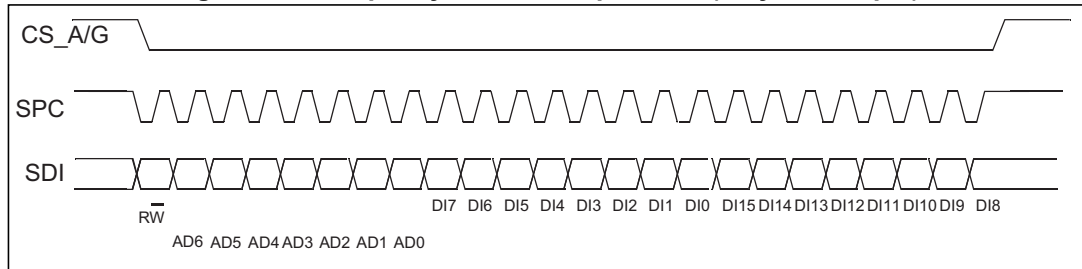 CS_A/G
SPC
SDI
RW DI7 DI6 DI5 DI4 DI3 DI2 DI1 DI0 DI15 DI14 DI13 DI12 DI11 DI10 DI9 DI8
AD6 AD5 AD4 AD3 AD2 AD1 AD0